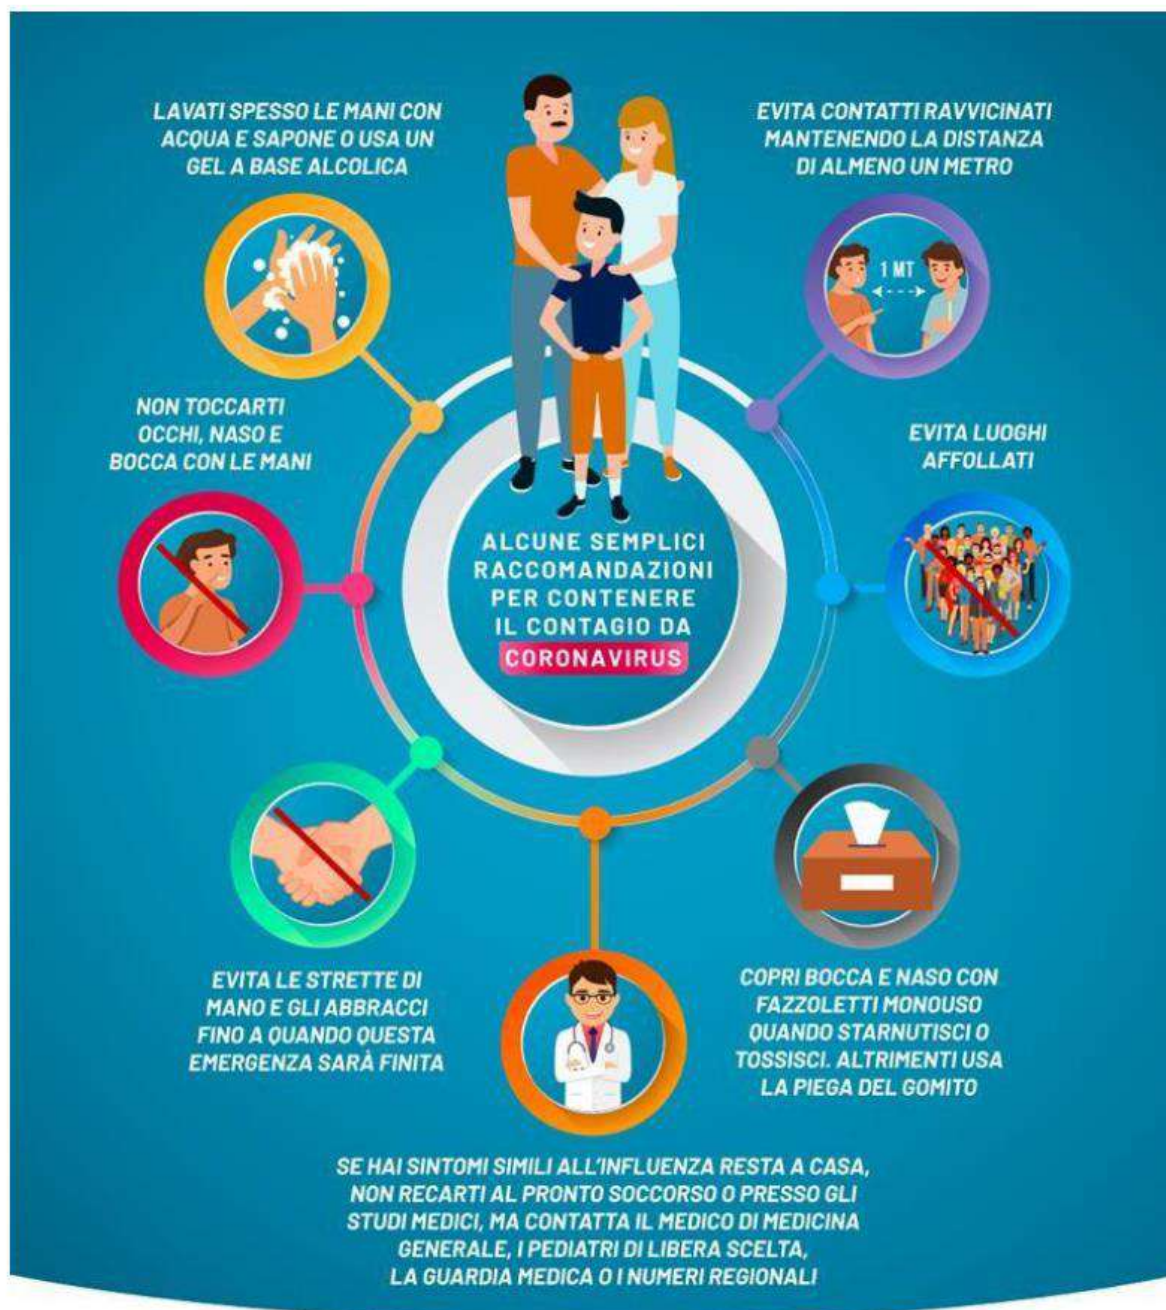 LAVATI SPESSO LE MANI CON
ACQUA E SAPONE O USA UN
GEL A BASE ALCOLICA
EVITA CONTATTI RAVVICINATI
MANTENENDO LA DISTANZA
DI ALMENO UN METRO
1 MT
NON TOCCARTI
OCCHI, NASO E
BOCCA CON LE MANI
EVITA LUOGHI
AFFOLLATI
ALCUNE SEMPLICI
RACCOMANDAZIONI
PER CONTENERE
IL CONTAGIO DA
CORONAVIRUS
EVITA LE STRETTE DI
MANO E GLI ABBRACCI
FINO A QUANDO QUESTA
EMERGENZA SARÀ FINITA
COPRI BOCCA E NASO CON
FAZZOLETTI MONOUSO
QUANDO STARNUTISCI O
TOSSISCI. ALTRIMENTI USA
LA PIEGA DEL GOMITO
SE HAI SINTOMI SIMILI ALL'INFLUENZA RESTA A CASA,
NON RECARTI AL PRONTO SOCCORSO O PRESSO GLI
STUDI MEDICI, MA CONTATTA IL MEDICO DI MEDICINA
GENERALE, I PEDIATRI DI LIBERA SCELTA,
LA GUARDIA MEDICA O I NUMERI REGIONALI